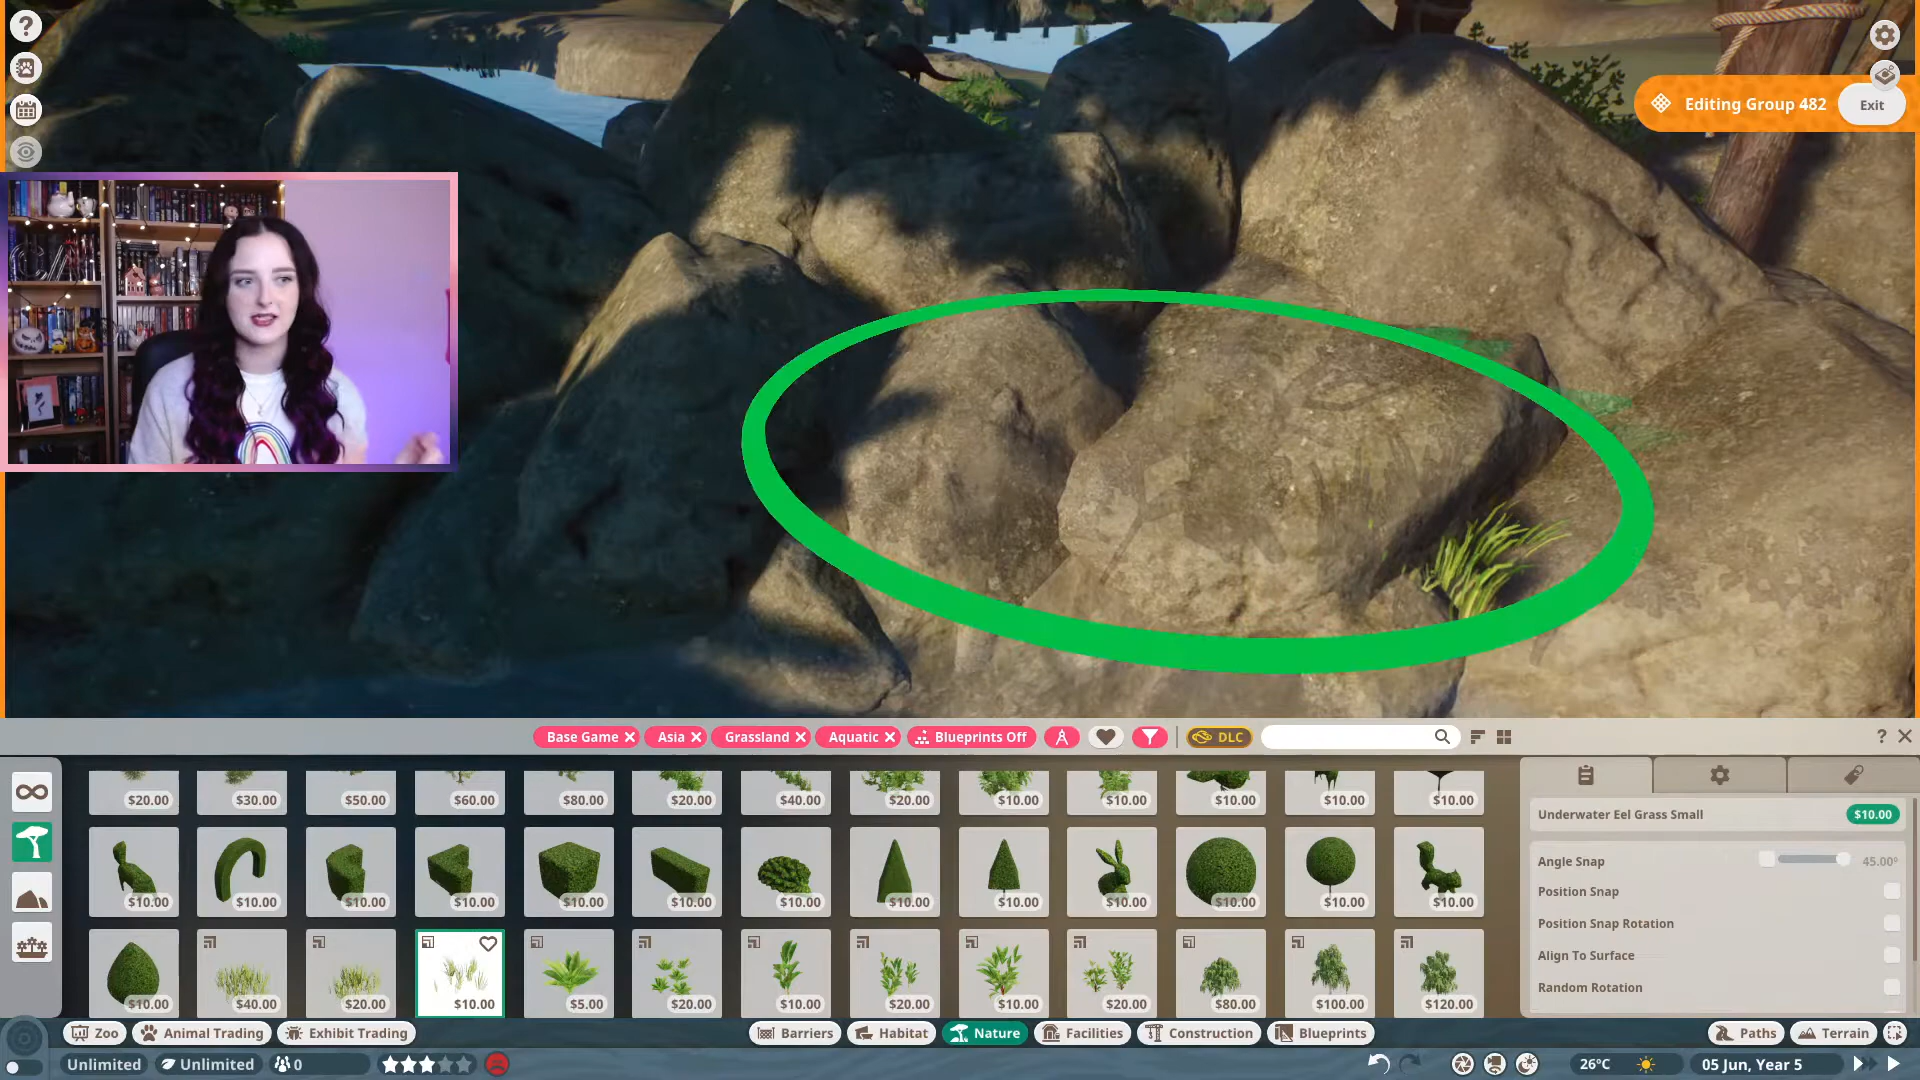 Editing Group 482 Exit
Base Game Asia Grassland Aquatic Blueprints Off DLC
$20.00 $30.00 $50.00 $60.00 $80.00 $20.00 $40.00 $20.00 $10.00 $10.00 $10.00 $10.00 $10.00
$10.00 $10.00 $10.00 $10.00 $10.00 $10.00 $10.00 $10.00 $10.00 $10.00 $10.00 $10.00 $10.00
$10.00 $40.00 $20.00 $10.00 $5.00 $20.00 $10.00 $20.00 $10.00 $20.00 $80.00 $100.00 $120.00
Underwater Eel Grass Small $10.00
Angle Snap 45.00°
Position Snap
Position Snap Rotation
Align To Surface
Random Rotation
Zoo Animal Trading Exhibit Trading Barriers Habitat Nature Facilities Construction Blueprints Paths Terrain
Unlimited Unlimited 0 26°C 05 Jun, Year 5